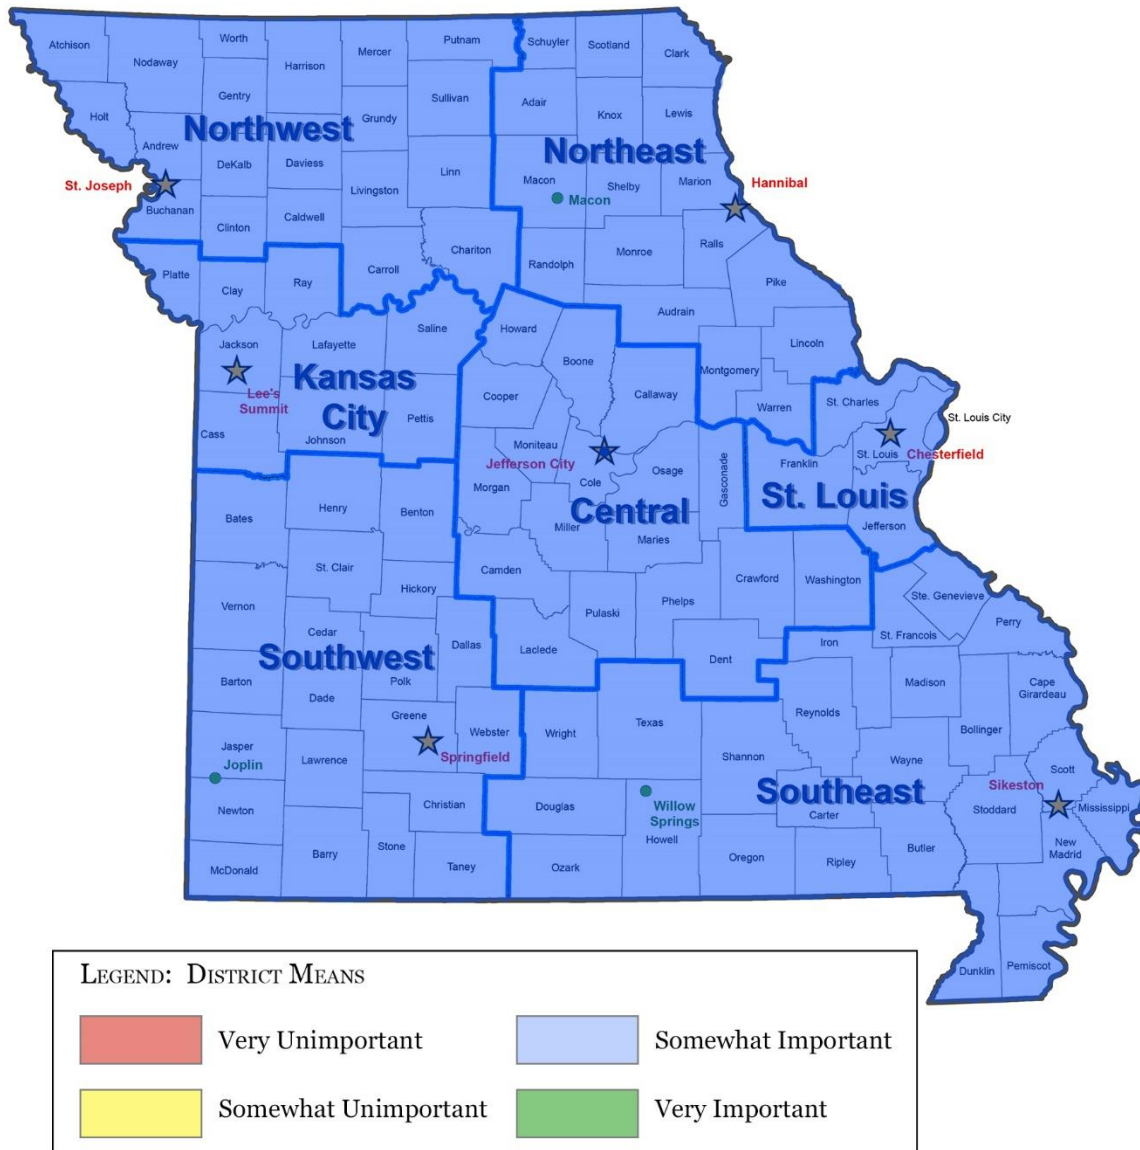 Atchison
Nodaway
Worth
Harrison
Mercer
Putnam
Schuyler
Scotland
Clark
Gentry
Sullivan
Adair
Knox
Lewis
Holt
Andrew
Northwest
Grundy
Northeast
DeKalb
Daviess
Linn
Macon
Shelby
Marion
Hannibal
St. Joseph
Livingston
Macon
Buchanan
Clinton
Caldwell
Chariton
Monroe
Ralls
Randolph
Carroll
Platte
Clay
Ray
Pike
Audrain
Saline
Howard
Jackson
Lafayette
Boone
Lincoln
Montgomery
Kansas
City
Lee's
Summit
Cooper
Callaway
Warren
St. Charles
St. Louis City
Cass
Johnson
Pettis
Moniteau
Jefferson City
Osage
Gasconade
Franklin
St. Louis
Chesterfield
Morgan
Cole
Central
St. Louis
Bates
Henry
Benton
Miller
Maries
Jefferson
St. Clair
Camden
Crawford
Washington
Hickory
Phelps
Ste. Genevieve
Vernon
Pulaski
Perry
Cedar
Southwest
Dallas
Laclede
Dent
Iron
St. Francois
Barton
Polk
Madison
Cape
Girardeau
Dade
Greene
Texas
Reynolds
Bollinger
Jasper
Joplin
Lawrence
Webster
Springfield
Wright
Shannon
Wayne
Scott
Sikeston
Southeast
Newton
Christian
Douglas
Willow
Springs
Carter
Stoddard
Mississippi
Howell
McDonald
Barry
Stone
Taney
Ozark
Oregon
Ripley
Butler
New
Madrid
Dunklin
Pemiscot
LEGEND: DISTRICT MEANS
Very Unimportant
Somewhat Important
Somewhat Unimportant
Very Important